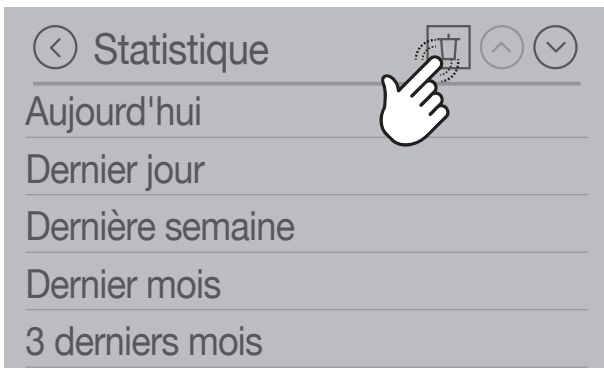 Statistique
Aujourd'hui
Dernier jour
Dernière semaine
Dernier mois
3 derniers mois